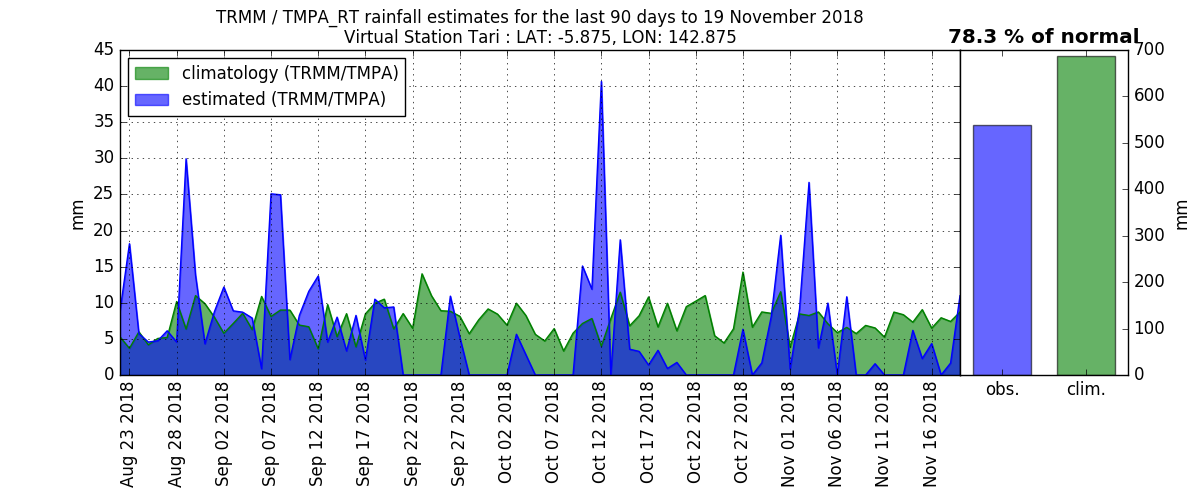 TRMM / TMPA_RT rainfall estimates for the last 90 days to 19 November 2018
Virtual Station Tari : LAT: -5.875, LON: 142.875
78.3 % of normal
climatology (TRMM/TMPA)
estimated (TRMM/TMPA)
45
40
35
30
25
20
15
10
5
0
mm
Aug 23 2018
Aug 28 2018
Sep 02 2018
Sep 07 2018
Sep 12 2018
Sep 17 2018
Sep 22 2018
Sep 27 2018
Oct 02 2018
Oct 07 2018
Oct 12 2018
Oct 17 2018
Oct 22 2018
Oct 27 2018
Nov 01 2018
Nov 06 2018
Nov 11 2018
Nov 16 2018
obs.
clim.
700
600
500
400
300
200
100
0
mm